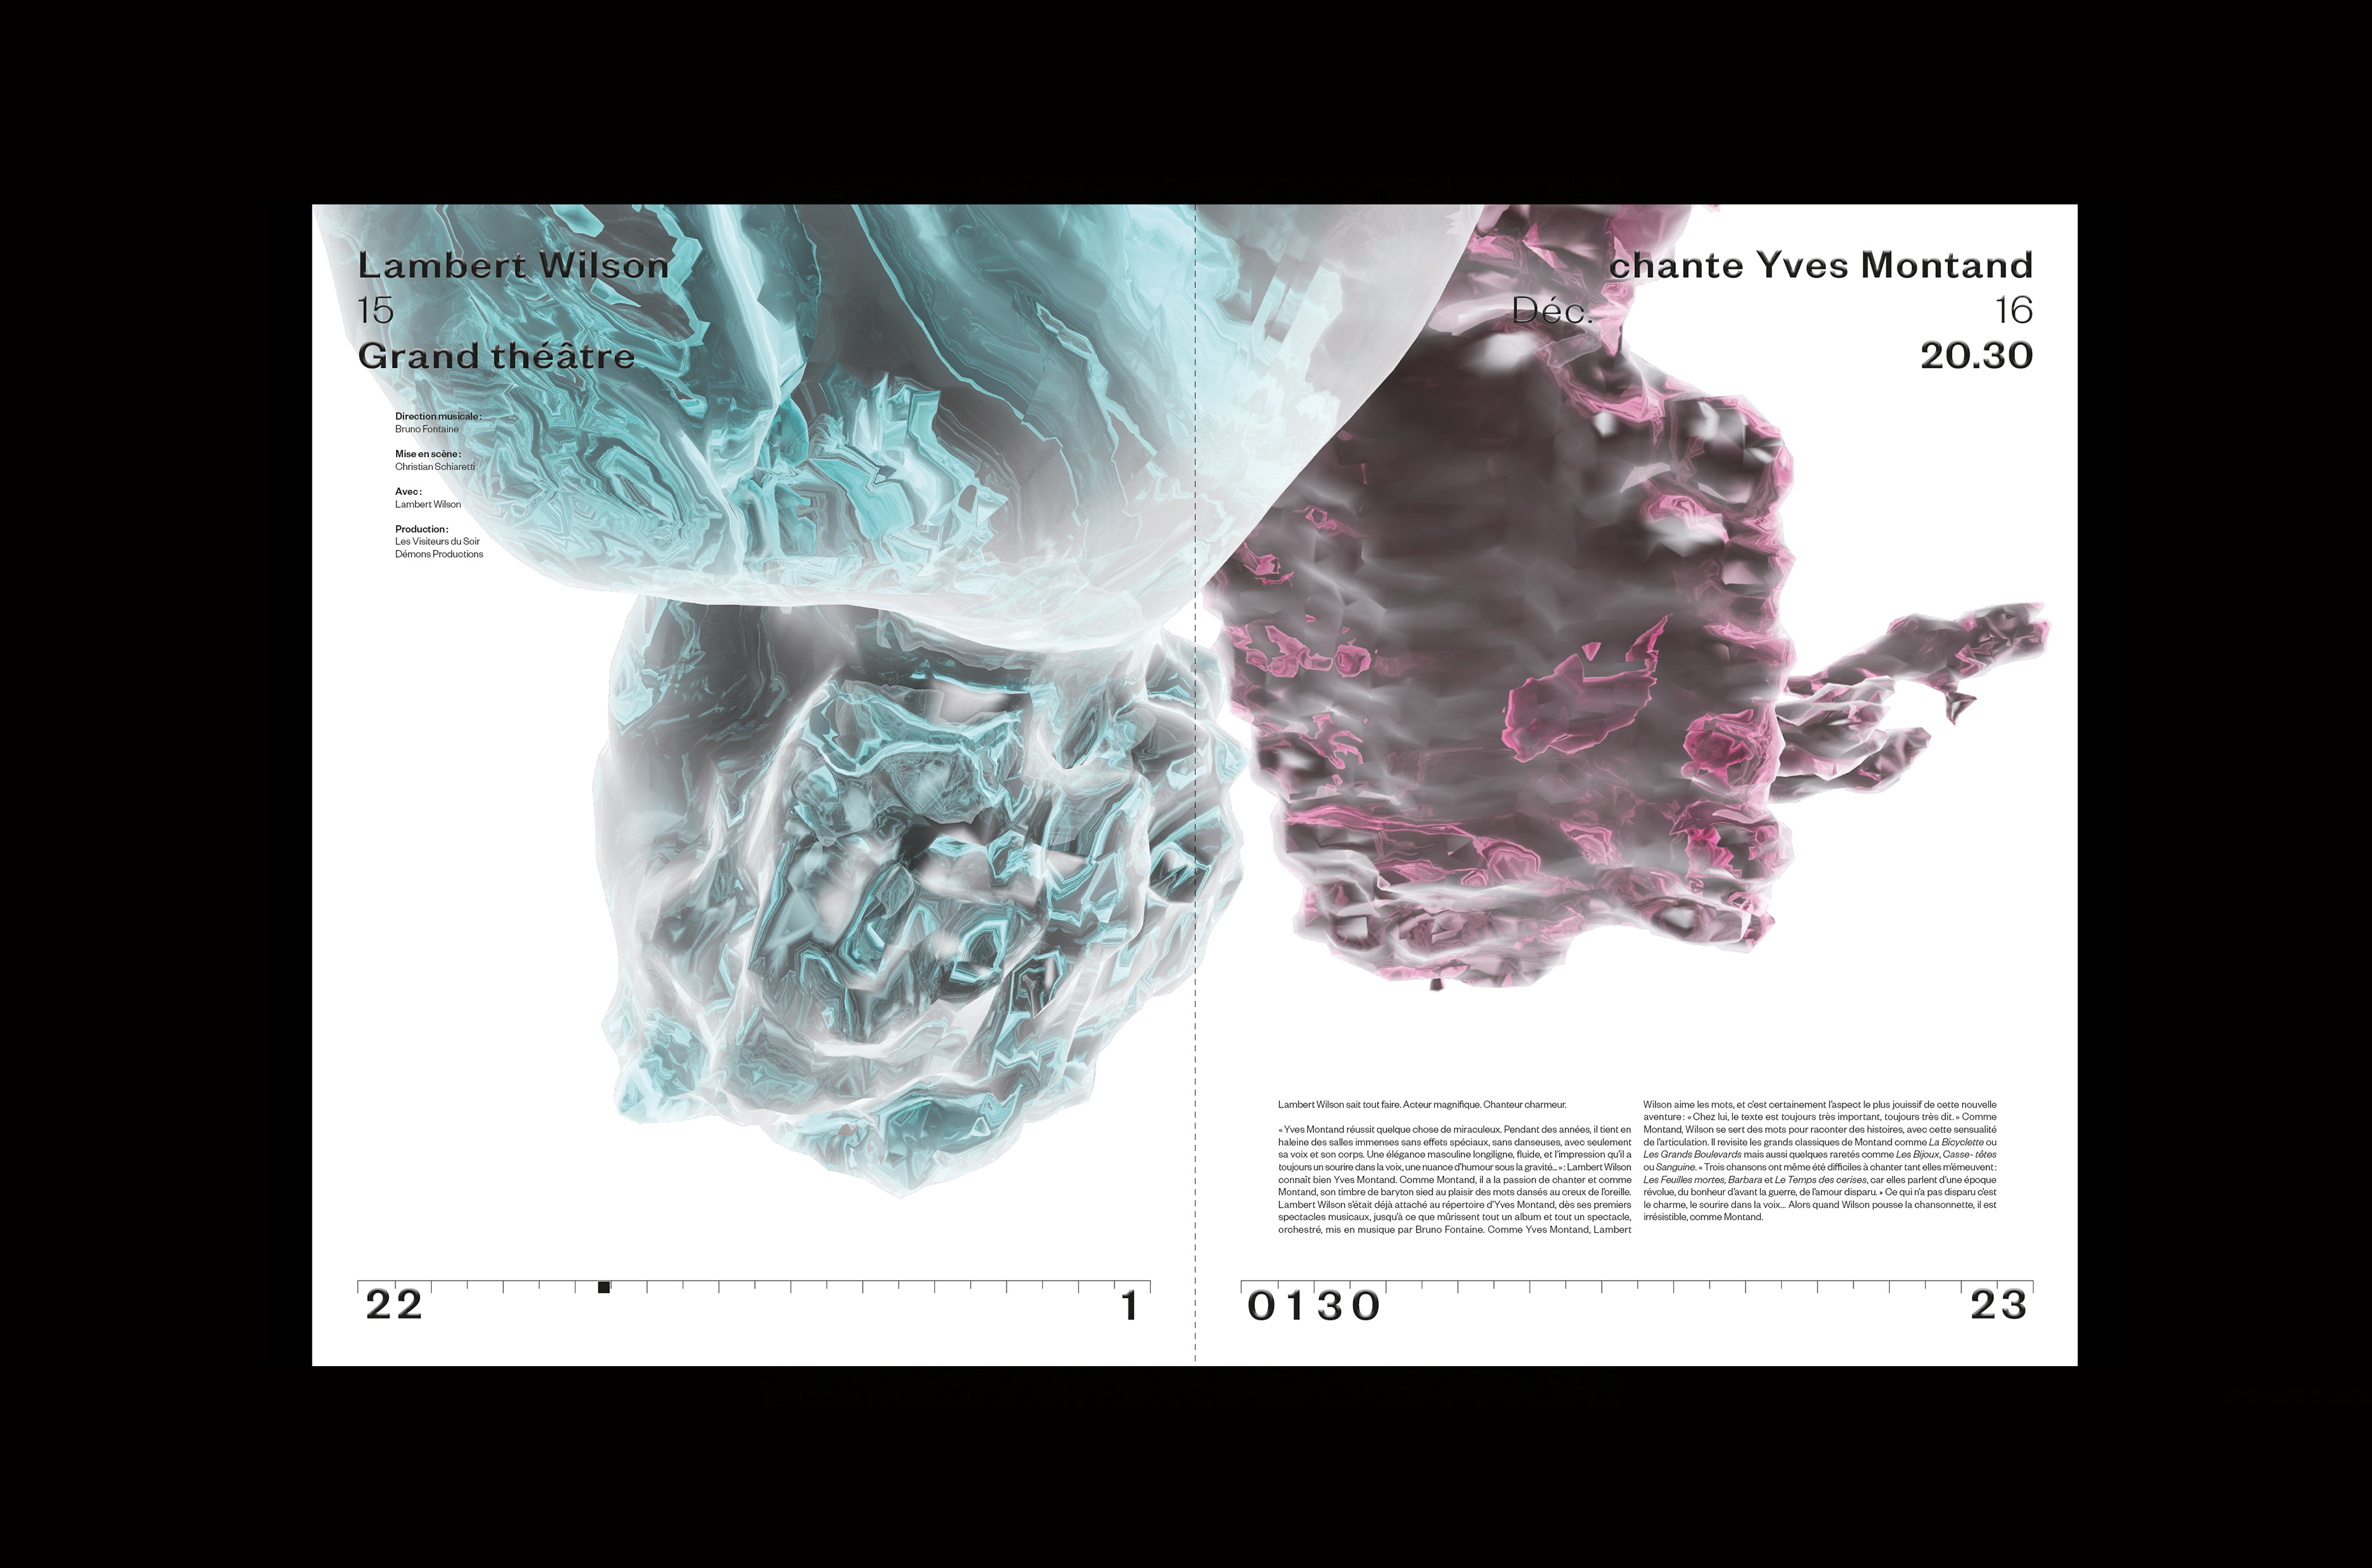 Lambert Wilson
15
Grand théâtre
Direction musicale :
Bruno Fontaine
Mise en scène :
Christian Schiaretti
Avec :
Lambert Wilson
Production :
Les Visiteurs du Soir
Démons Productions
22
1
chante Yves Montand
Déc. 16
20.30
Lambert Wilson sait tout faire. Acteur magnifique. Chanteur charmeur.
« Yves Montand réussit quelque chose de miraculeux. Pendant des années, il tient en
haleine des salles immenses sans effets spéciaux, sans danseuses, avec seulement
sa voix et son corps. Une élégance masculine longiligne, fluide, et l'impression qu'il a
toujours un sourire dans la voix, une nuance d'humour sous la gravité... » : Lambert Wilson
connaît bien Yves Montand. Comme Montand, il a la passion de chanter et comme
Montand, son timbre de baryton sied au plaisir des mots dansés au creux de l'oreille.
Lambert Wilson s'était déjà attaché au répertoire d'Yves Montand, dès ses premiers
spectacles musicaux, jusqu'à ce que mûrissent tout un album et tout un spectacle,
orchestré, mis en musique par Bruno Fontaine. Comme Yves Montand, Lambert
Wilson aime les mots, et c'est certainement l'aspect le plus jouissif de cette nouvelle
aventure : « Chez lui, le texte est toujours très important, toujours très dit. » Comme
Montand, Wilson se sert des mots pour raconter des histoires, avec cette sensualité
de l'articulation. Il revisite les grands classiques de Montand comme La Bicyclette ou
Les Grands Boulevards mais aussi quelques raretés comme Les Bijoux, Casse- têtes
ou Sanguine. « Trois chansons ont même été difficiles à chanter tant elles m'émeuvent :
Les Feuilles mortes, Barbara et Le Temps des cerises, car elles parlent d'une époque
révolue, du bonheur d'avant la guerre, de l'amour disparu. » Ce qui n'a pas disparu c'est
le charme, le sourire dans la voix... Alors quand Wilson pousse la chansonnette, il est
irrésistible, comme Montand.
0130
23